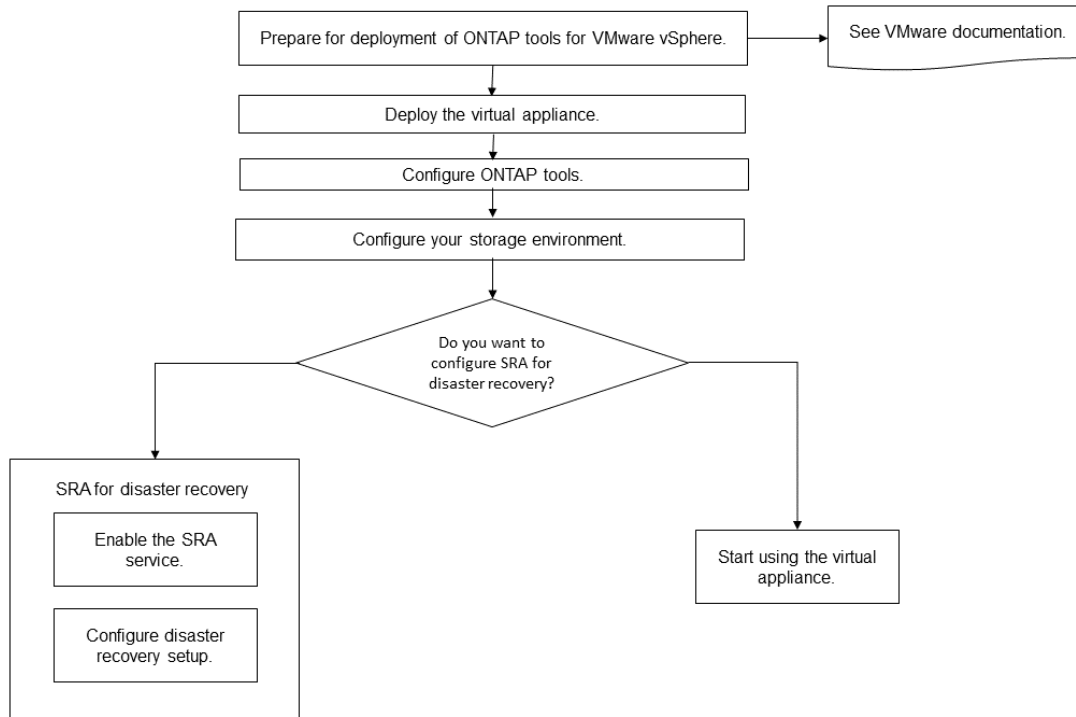 Prepare for deployment of ONTAP tools for VMware vSphere.
See VMware documentation.
Deploy the virtual appliance.
Configure ONTAP tools.
Configure your storage environment.
Do you want to
configure SRA for
disaster recovery?
SRA for disaster recovery
Enable the SRA
service.
Configure disaster
recovery setup.
Start using the virtual
appliance.